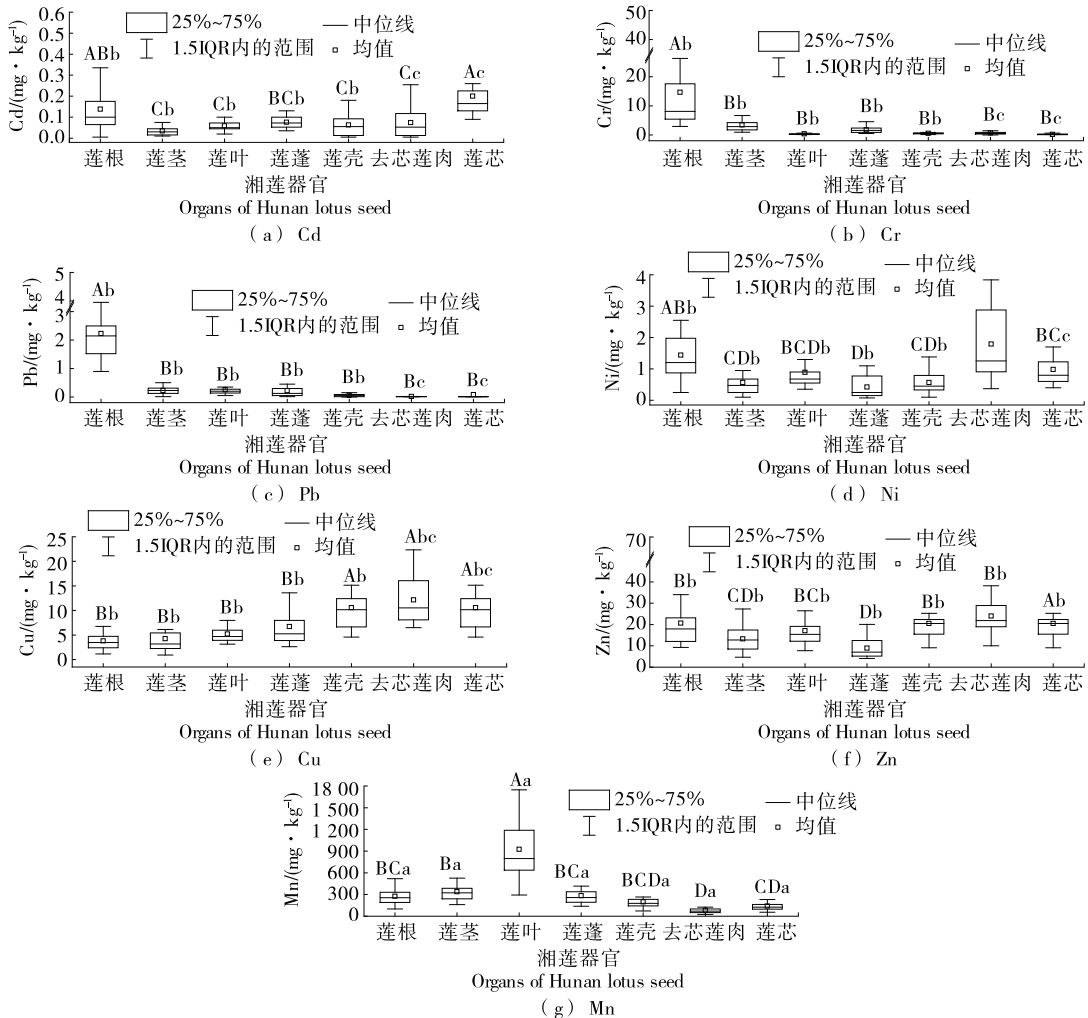 Cd/(mg·kg⁻¹)
0.6
0.5
0.4
0.3
0.2
0.1
0.0
25%~75%
中位线
1.5IQR内的范围
均值
ABb Cb Cb BCb Cb Cc Ac
莲根 莲茎 莲叶 莲蓬 莲壳 去芯莲肉 莲芯
湘莲器官
Organs of Hunan lotus seed
(a) Cd
Cr/(mg·kg⁻¹)
50
40
20
10
0
25%~75%
中位线
1.5IQR内的范围
均值
Ab Bb Bb Bb Bb Bc Bc
莲根 莲茎 莲叶 莲蓬 莲壳 去芯莲肉 莲芯
湘莲器官
Organs of Hunan lotus seed
(b) Cr
Pb/(mg·kg⁻¹)
5
4
3
2
1
0
25%~75%
中位线
1.5IQR内的范围
均值
Ab Bb Bb Bb Bb Bc Bc
莲根 莲茎 莲叶 莲蓬 莲壳 去芯莲肉 莲芯
湘莲器官
Organs of Hunan lotus seed
(c) Pb
Ni/(mg·kg⁻¹)
4
3
2
1
0
25%~75%
中位线
1.5IQR内的范围
均值
ABb CDb BCDb Db CDb BCc
莲根 莲茎 莲叶 莲蓬 莲壳 去芯莲肉 莲芯
湘莲器官
Organs of Hunan lotus seed
(d) Ni
Cu/(mg·kg⁻¹)
25
20
15
10
5
0
25%~75%
中位线
1.5IQR内的范围
均值
Bb Bb Bb Bb Ab Abc Abc
莲根 莲茎 莲叶 莲蓬 莲壳 去芯莲肉 莲芯
湘莲器官
Organs of Hunan lotus seed
(e) Cu
Zn/(mg·kg⁻¹)
70
40
30
20
10
0
25%~75%
中位线
1.5IQR内的范围
均值
Bb CDb BCb Db Bb Bb Ab
莲根 莲茎 莲叶 莲蓬 莲壳 去芯莲肉 莲芯
湘莲器官
Organs of Hunan lotus seed
(f) Zn
Mn/(mg·kg⁻¹)
18 00
1 500
1 200
900
600
300
0
25%~75%
中位线
1.5IQR内的范围
均值
BCa Ba Aa BCa BCDa Da CDa
莲根 莲茎 莲叶 莲蓬 莲壳 去芯莲肉 莲芯
湘莲器官
Organs of Hunan lotus seed
(g) Mn